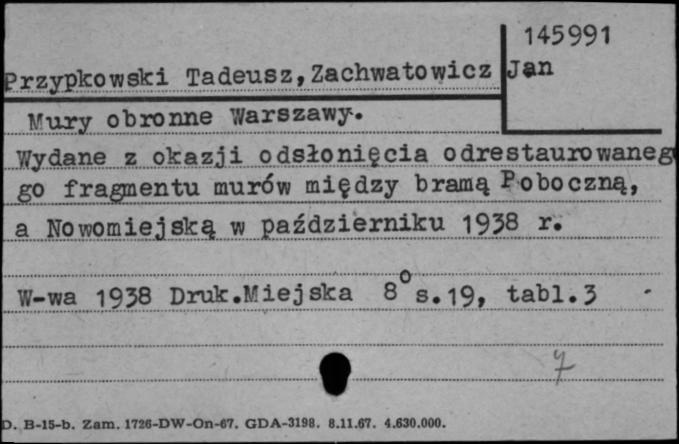 145991
Przypkowski Tadeusz,Zachwatowicz Jan
Mury obronne Warszawy.
Wydane z okazji odsłonięcia odrestaurowaneg
go fragmentu murów między bramą Poboczną,
a Nowomiejską w październiku 1938 r.
W-wa 1938 Druk.Miejska 8° s.19, tabl.3
D. B-15-b. Zam. 1726-DW-On-67. GDA-3198. 8.11.67. 4.630.000.